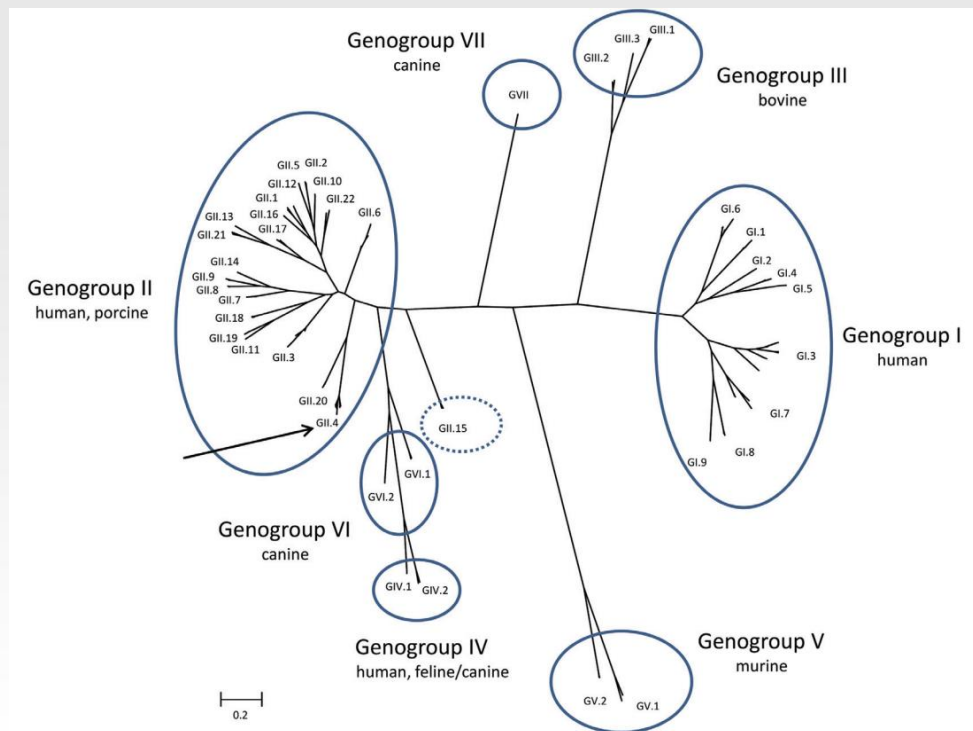 Genogroup VII
canine
GVII
GIII.1
GIII.3
GIII.2
Genogroup III
bovine
GII.5
GII.2
GII.12
GII.10
GII.1
GII.22
GII.16
GII.6
GII.13
GII.17
GII.21
GII.14
GII.9
GII.8
GII.7
GII.18
GII.19
GII.11
GII.3
GII.20
GII.4
Genogroup II
human, porcine
GI.6
GI.1
GI.2
GI.4
GI.5
GI.3
GI.7
GI.8
GI.9
Genogroup I
human
GII.15
GVI.1
GVI.2
Genogroup VI
canine
GIV.1
GIV.2
Genogroup IV
human, feline/canine
Genogroup V
murine
GV.2
GV.1
0.2